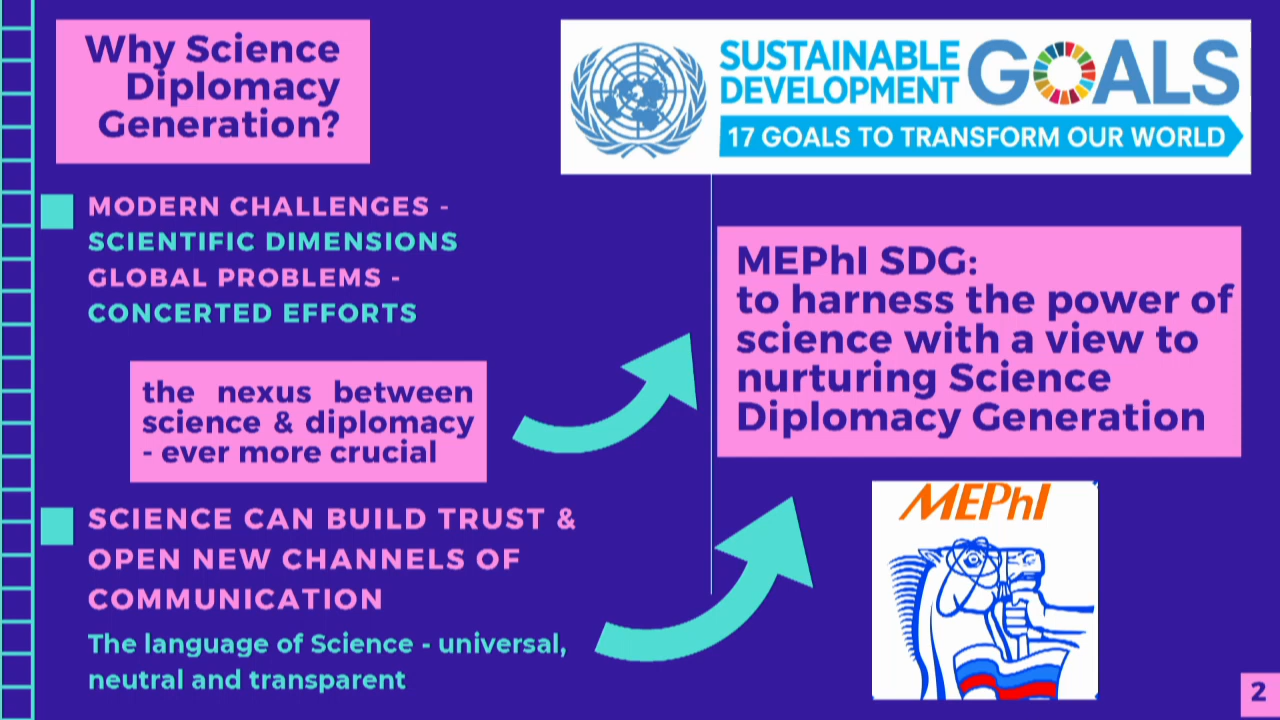 Why Science
Diplomacy
Generation?
SUSTAINABLE
DEVELOPMENT
GOALS
17 GOALS TO TRANSFORM OUR WORLD
MODERN CHALLENGES -
SCIENTIFIC DIMENSIONS
GLOBAL PROBLEMS -
CONCERTED EFFORTS
the nexus between
science & diplomacy
- ever more crucial
SCIENCE CAN BUILD TRUST &
OPEN NEW CHANNELS OF
COMMUNICATION
The language of Science - universal,
neutral and transparent
MEPhI SDG:
to harness the power of
science with a view to
nurturing Science
Diplomacy Generation
MEPhI
2